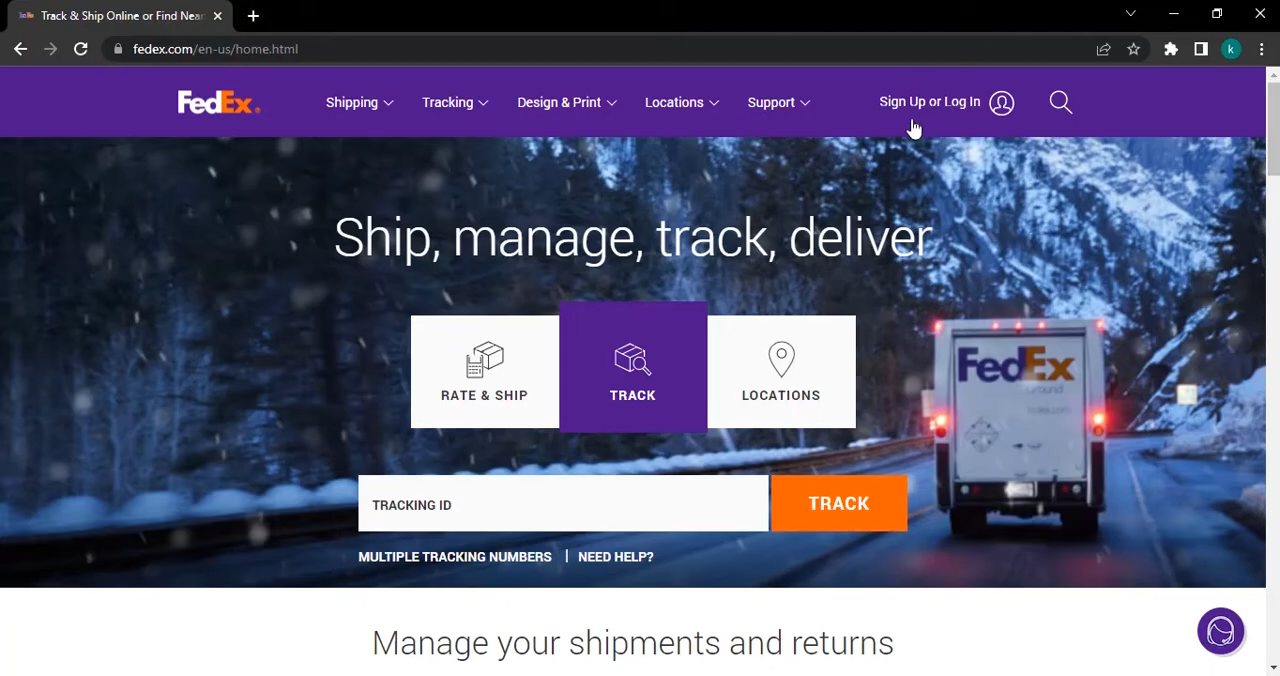 Track & Ship Online or Find Near
fedex.com/en-us/home.html
k
FedEx.
Shipping
Tracking
Design & Print
Locations
Support
Sign Up or Log In
Ship, manage, track, deliver
RATE & SHIP
TRACK
LOCATIONS
FedEx
TRACKING ID
TRACK
MULTIPLE TRACKING NUMBERS | NEED HELP?
Manage your shipments and returns